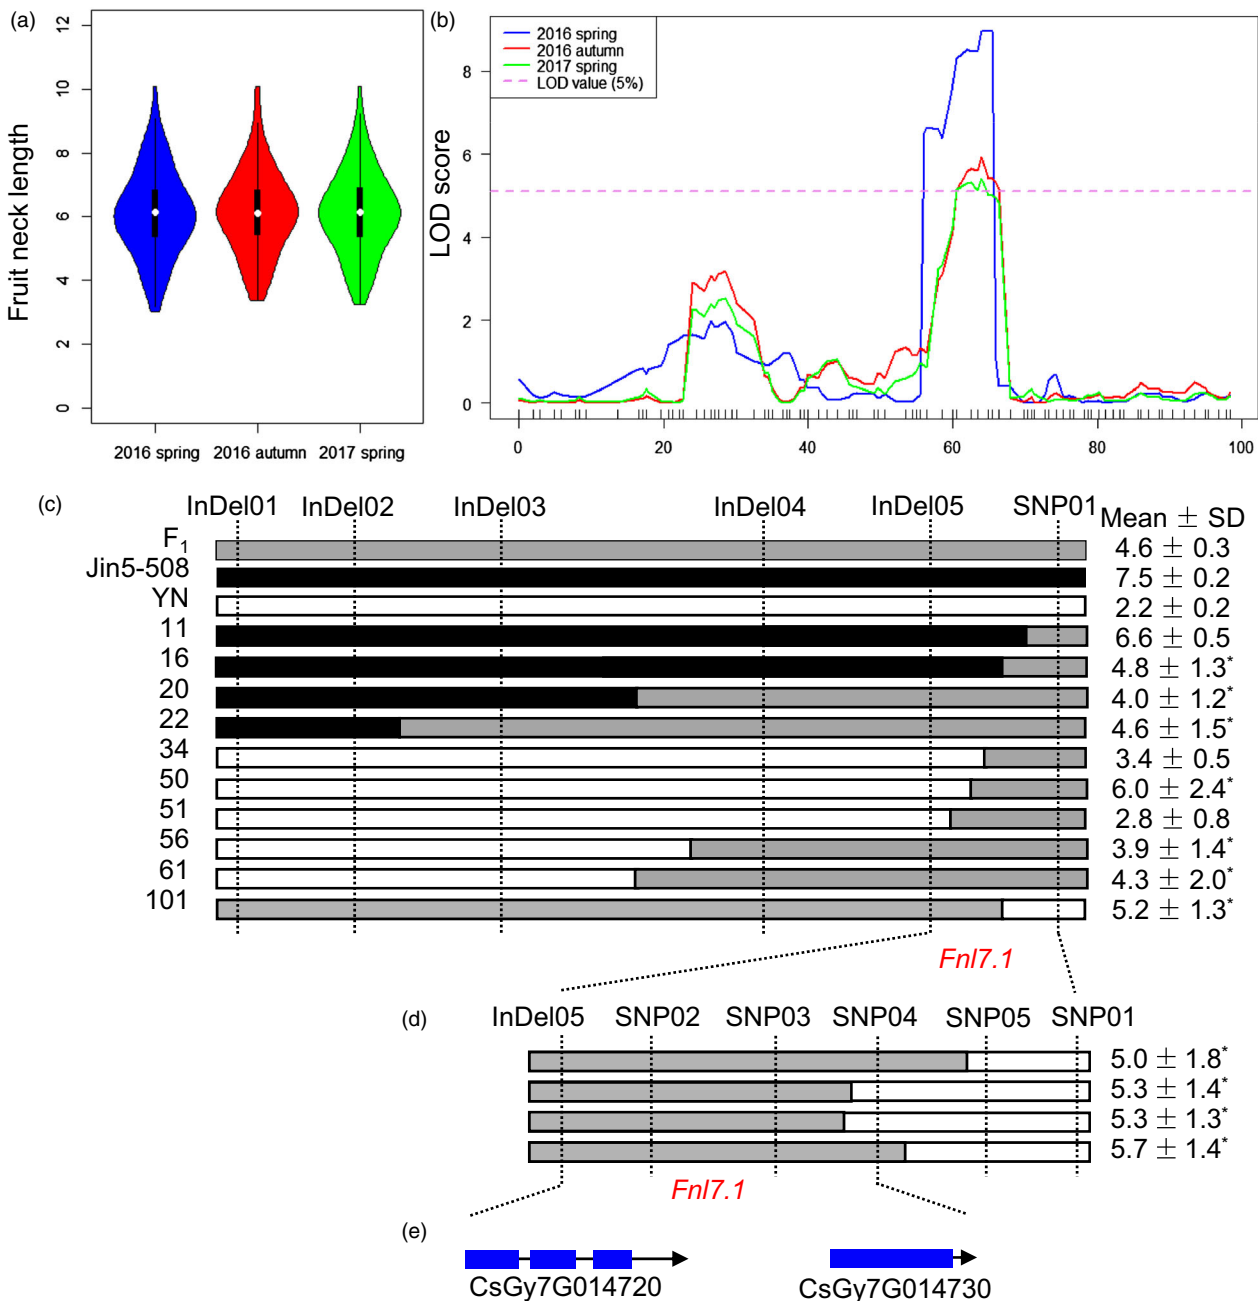 (a)
Fruit neck length
12
10
8
6
4
2
0
2016 spring 2016 autumn 2017 spring
(b)
LOD score
8
6
4
2
0
2016 spring
2016 autumn
2017 spring
LOD value (5%)
0 20 40 60 80 100
(c)
InDel01 InDel02 InDel03 InDel04 InDel05 SNP01
Mean ± SD
F1 4.6 ± 0.3
Jin5-508 7.5 ± 0.2
YN 2.2 ± 0.2
11 6.6 ± 0.5
16 4.8 ± 1.3*
20 4.0 ± 1.2*
22 4.6 ± 1.5*
34 3.4 ± 0.5
50 6.0 ± 2.4*
51 2.8 ± 0.8
56 3.9 ± 1.4*
61 4.3 ± 2.0*
101 5.2 ± 1.3*
Fnl7.1
(d)
InDel05 SNP02 SNP03 SNP04 SNP05 SNP01
5.0 ± 1.8*
5.3 ± 1.4*
5.3 ± 1.3*
5.7 ± 1.4*
Fnl7.1
(e)
CsGy7G014720 CsGy7G014730